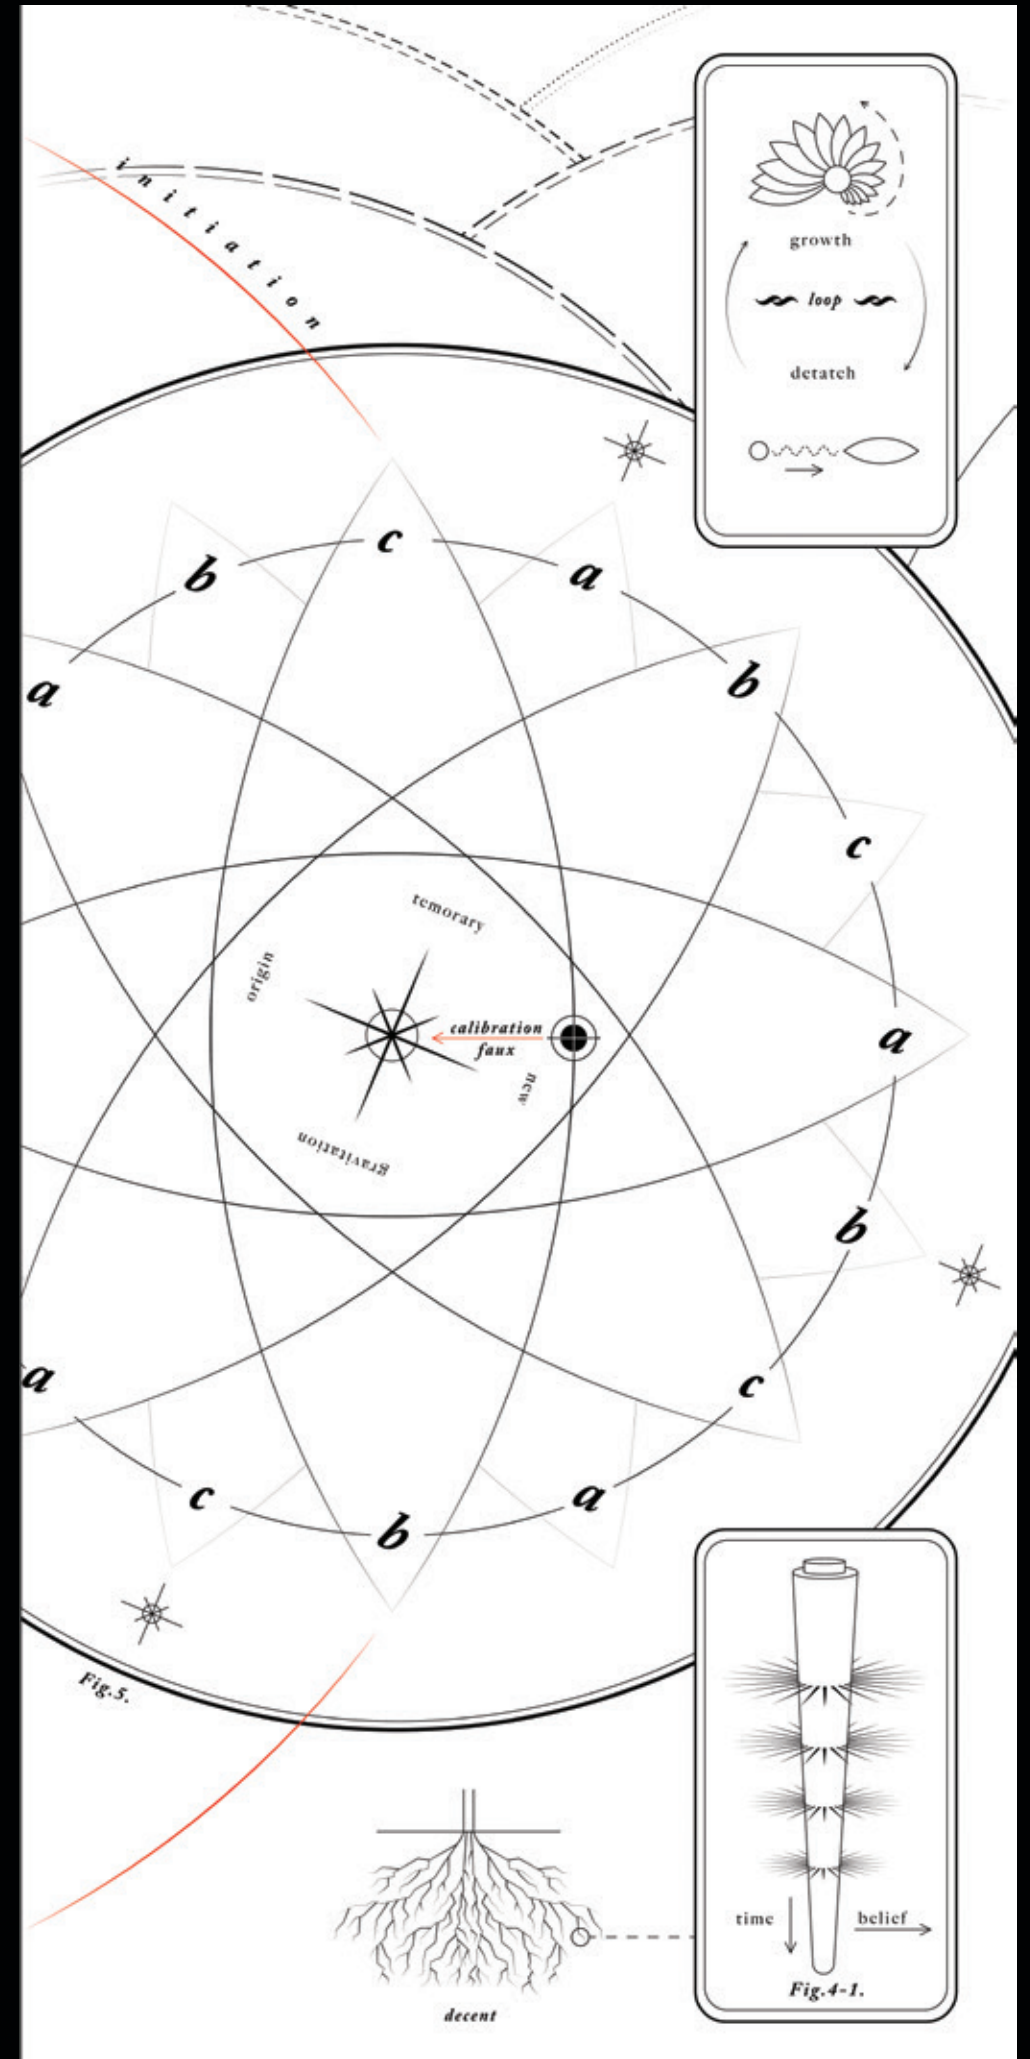 initiation
growth
loop
detatch
c
b
a
a
b
a
c
temorary
origin
calibration
faux
a
new
gravitation
b
a
c
c
a
b
Fig.5.
time
belief
Fig.4-1.
decent